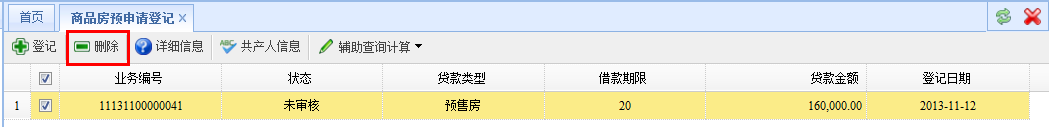 首页 商品房预申请登记 ×
登记 删除 ? 详细信息 ABC 共产人信息 辅助查询计算
业务编号 状态 贷款类型 借款期限 贷款金额 登记日期
1 11131100000041 未审核 预售房 20 160,000.00 2013-11-12